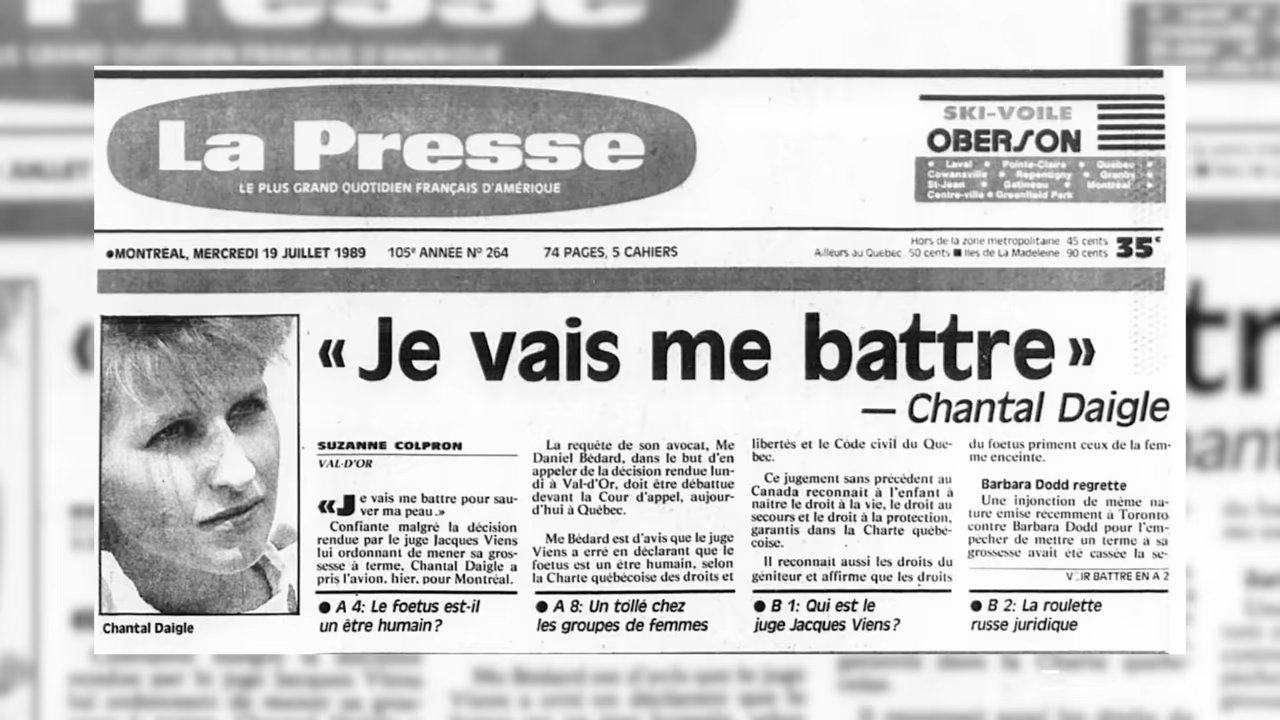 La Presse
LE PLUS GRAND QUOTIDIEN FRANÇAIS D'AMÉRIQUE
SKI-VOILE
OBERSON
• Laval • Pointe-Claire • Québec •
Cowansville • Repentigny • Granby •
St-Jean • Gatineau • Montréal •
Centre-ville • Greenfield Park
●MONTRÉAL, MERCREDI 19 JUILLET 1989 105e ANNÉE No 264 74 PAGES, 5 CAHIERS
Hors de la zone metropolitaine 45 cents
Ailleurs au Québec 50 cents ■ Iles de La Madeleine 90 cents
35¢
« Je vais me battre »
— Chantal Daigle
Chantal Daigle
SUZANNE COLPRON
VAL-D'OR
«Je vais me battre pour sau-
ver ma peau.»
Confiante malgré la décision
rendue par le juge Jacques Viens
lui ordonnant de mener sa gros-
sesse à terme, Chantal Daigle a
pris l'avion, hier, pour Montréal.
La requête de son avocat, Me
Daniel Bédard, dans le but d'en
appeler de la décision rendue lun-
di à Val-d'Or, doit être débattue
devant la Cour d'appel, aujour-
d'hui à Québec.
Me Bédard est d'avis que le juge
Viens a erré en déclarant que le
foetus est un être humain, selon
la Charte québécoise des droits et
libertés et le Code civil du Qué-
bec.
Ce jugement sans précédent au
Canada reconnait à l'enfant à
naitre le droit à la vie, le droit au
secours et le droit à la protection,
garantis dans la Charte québé-
coise.
Il reconnait aussi les droits du
géniteur et affirme que les droits
du foetus priment ceux de la fem-
me enceinte.
Barbara Dodd regrette
Une injonction de même na-
ture émise récemment à Toronto
contre Barbara Dodd pour l'em-
pêcher de mettre un terme à sa
grossesse avait été cassée la se-
VOIR BATTRE EN A 2
● A 4: Le foetus est-il
un être humain?
● A 8: Un tollé chez
les groupes de femmes
● B 1: Qui est le
juge Jacques Viens?
● B 2: La roulette
russe juridique